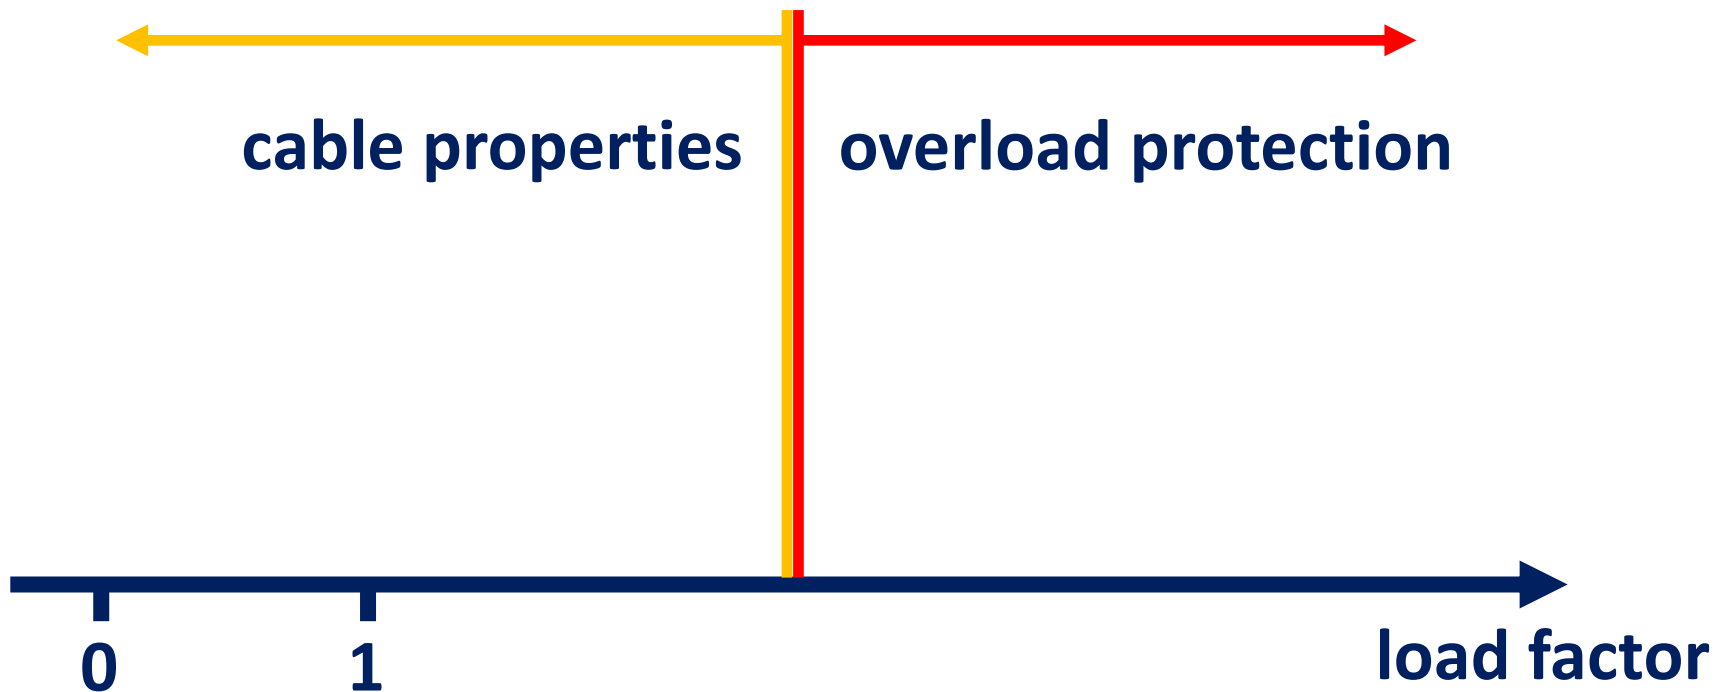 cable properties
overload protection
0
1
load factor